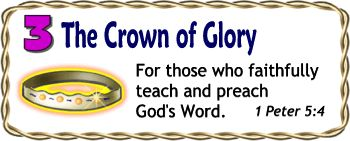 3 The Crown of Glory
For those who faithfully
teach and preach
God's Word. 1 Peter 5:4